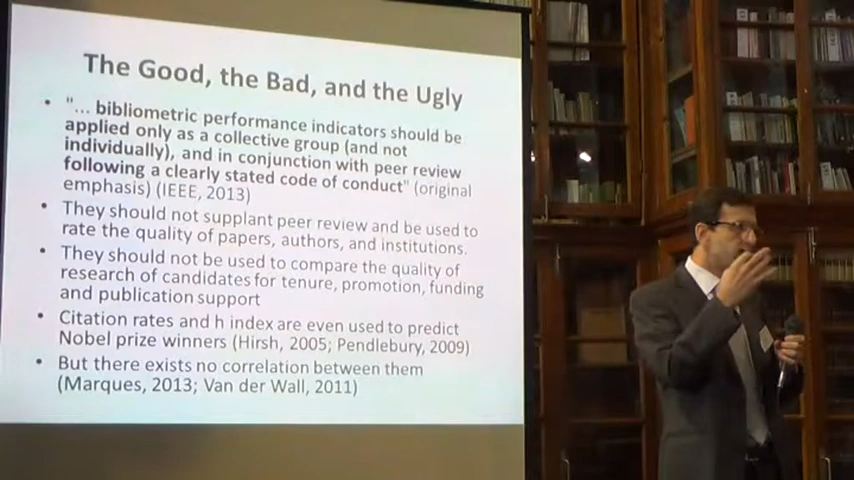 The Good, the Bad, and the Ugly
• "... bibliometric performance indicators should be
applied only as a collective group (and not
individually), and in conjunction with peer review
following a clearly stated code of conduct" (original
emphasis) (IEEE, 2013)
• They should not supplant peer review and be used to
rate the quality of papers, authors, and institutions.
• They should not be used to compare the quality of
research of candidates for tenure, promotion, funding
and publication support
• Citation rates and h index are even used to predict
Nobel prize winners (Hirsh, 2005; Pendlebury, 2009)
• But there exists no correlation between them
(Marques, 2013; Van der Wall, 2011)